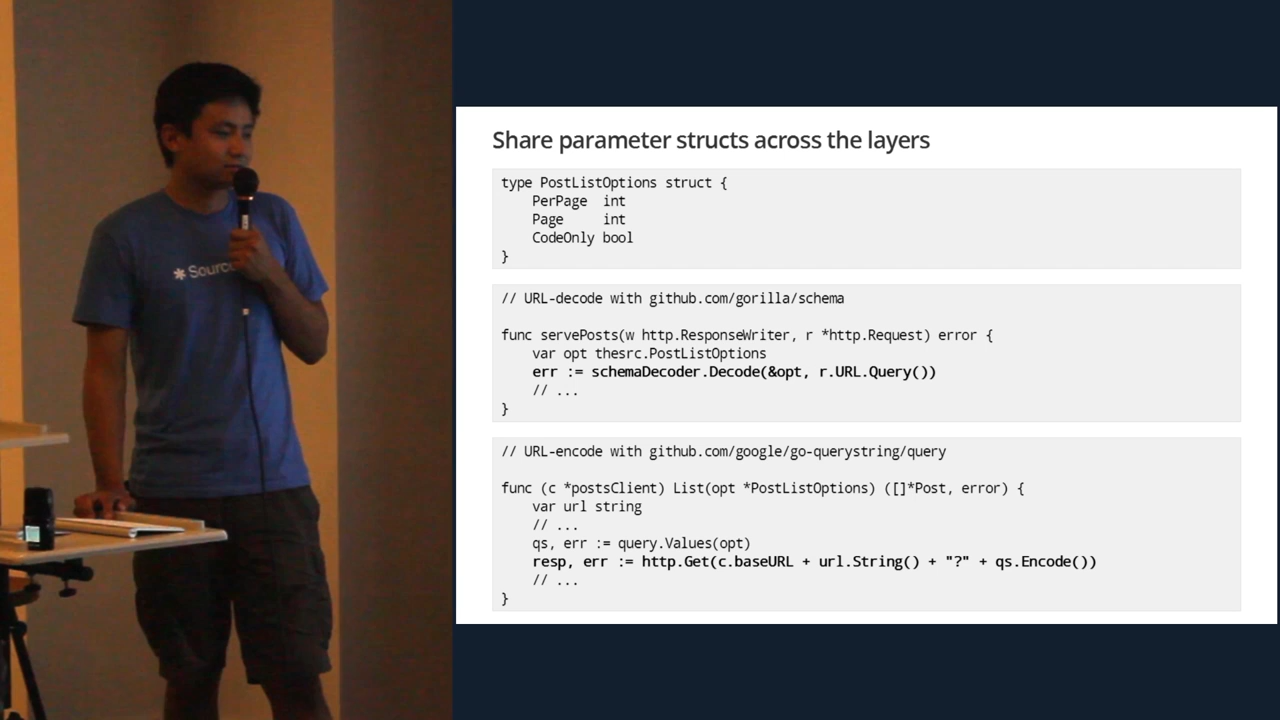 * Sourc
Share parameter structs across the layers
type PostListOptions struct {
    PerPage  int
    Page     int
    CodeOnly bool
}
// URL-decode with github.com/gorilla/schema
func servePosts(w http.ResponseWriter, r *http.Request) error {
    var opt thesrc.PostListOptions
    err := schemaDecoder.Decode(&opt, r.URL.Query())
    // ...
}
// URL-encode with github.com/google/go-querystring/query
func (c *postsClient) List(opt *PostListOptions) ([]*Post, error) {
    var url string
    // ...
    qs, err := query.Values(opt)
    resp, err := http.Get(c.baseURL + url.String() + "?" + qs.Encode())
    // ...
}